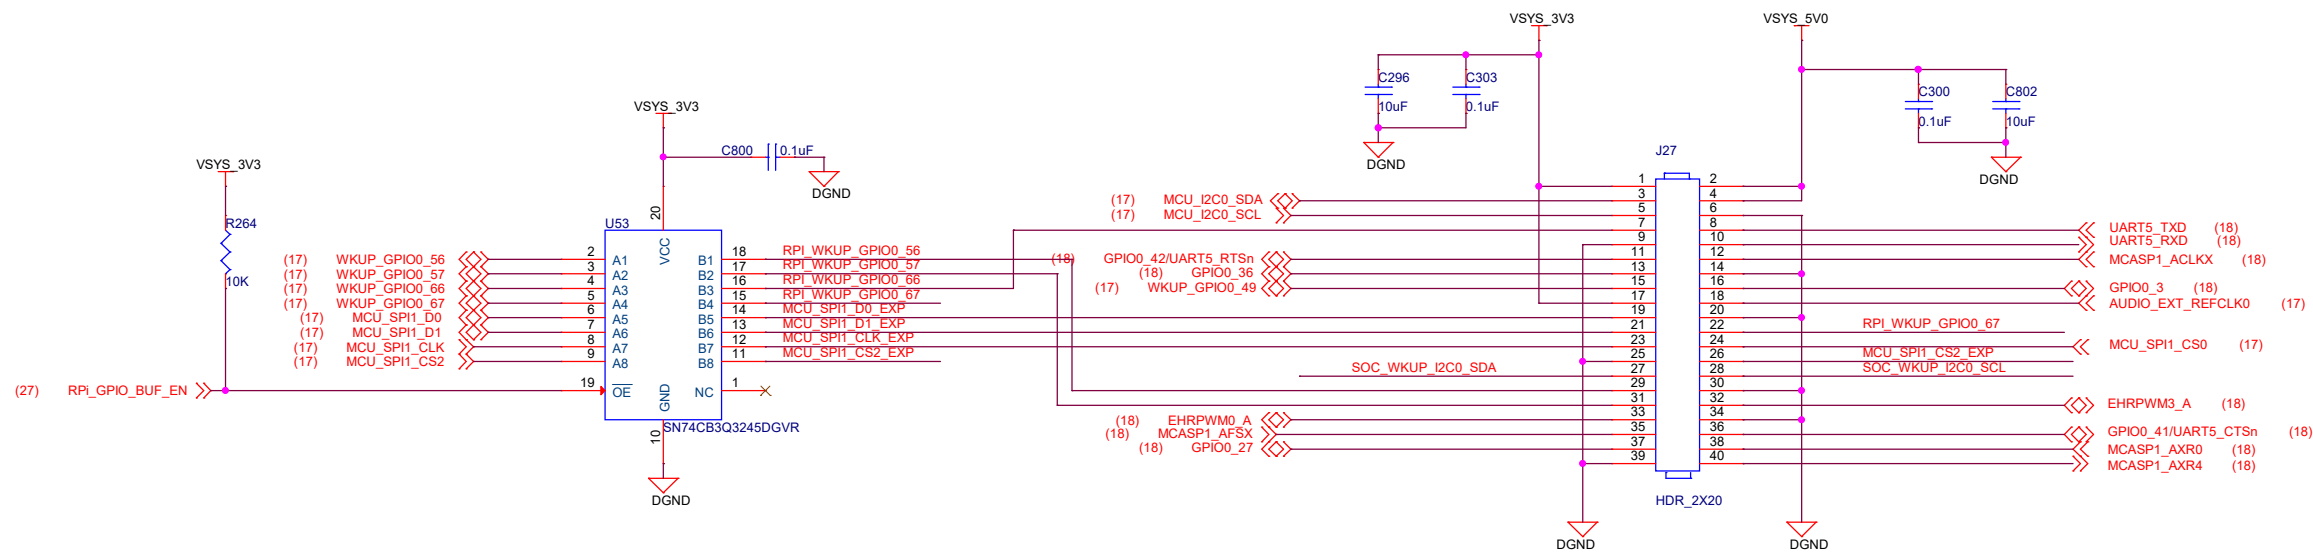 VSYS_3V3
VSYS_5V0
C296
10uF
C303
0.1uF
C300
0.1uF
C802
10uF
DGND
DGND
VSYS_3V3
C800
0.1uF
DGND
VSYS_3V3
R264
10K
U53
20
VCC
(17) WKUP_GPIO0_56 2 A1 B1 18 RPI_WKUP_GPIO0_56
(17) WKUP_GPIO0_57 3 A2 B2 17 RPI_WKUP_GPIO0_57
(17) WKUP_GPIO0_66 4 A3 B3 16 RPI_WKUP_GPIO0_66
(17) WKUP_GPIO0_67 5 A4 B4 15 RPI_WKUP_GPIO0_67
(17) MCU_SPI1_D0 6 A5 B5 14 MCU_SPI1_D0_EXP
(17) MCU_SPI1_D1 7 A6 B6 13 MCU_SPI1_D1_EXP
(17) MCU_SPI1_CLK 8 A7 B7 12 MCU_SPI1_CLK_EXP
(17) MCU_SPI1_CS2 9 A8 B8 11 MCU_SPI1_CS2_EXP
(27) RPi_GPIO_BUF_EN 19 OE NC 1
GND
10
SN74CB3Q3245DGVR
DGND
J27
1 2
(17) MCU_I2C0_SDA 3 4
(17) MCU_I2C0_SCL 5 6
7 8 UART5_TXD (18)
9 10 UART5_RXD (18)
(18) GPIO0_42/UART5_RTSn 11 12 MCASP1_ACLKX (18)
(18) GPIO0_36 13 14
(17) WKUP_GPIO0_49 15 16 GPIO0_3 (18)
17 18 AUDIO_EXT_REFCLK0 (17)
19 20
21 22 RPI_WKUP_GPIO0_67
23 24 MCU_SPI1_CS0 (17)
25 26 MCU_SPI1_CS2_EXP
SOC_WKUP_I2C0_SDA 27 28 SOC_WKUP_I2C0_SCL
29 30
31 32 EHRPWM3_A (18)
(18) EHRPWM0_A 33 34
(18) MCASP1_AFSX 35 36 GPIO0_41/UART5_CTSn (18)
(18) GPIO0_27 37 38 MCASP1_AXR0 (18)
39 40 MCASP1_AXR4 (18)
HDR_2X20
DGND
DGND